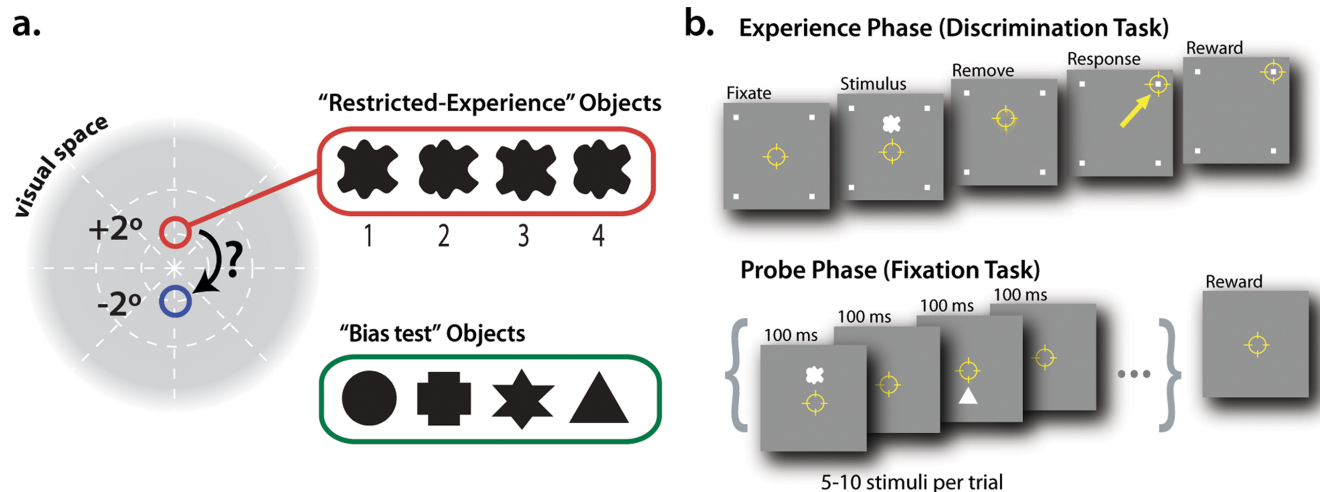 a.
visual space
+2º
-2º
?
“Restricted-Experience” Objects
1 2 3 4
“Bias test” Objects
b.
Experience Phase (Discrimination Task)
Fixate
Stimulus
Remove
Response
Reward
Probe Phase (Fixation Task)
100 ms
100 ms
100 ms
100 ms
Reward
5-10 stimuli per trial